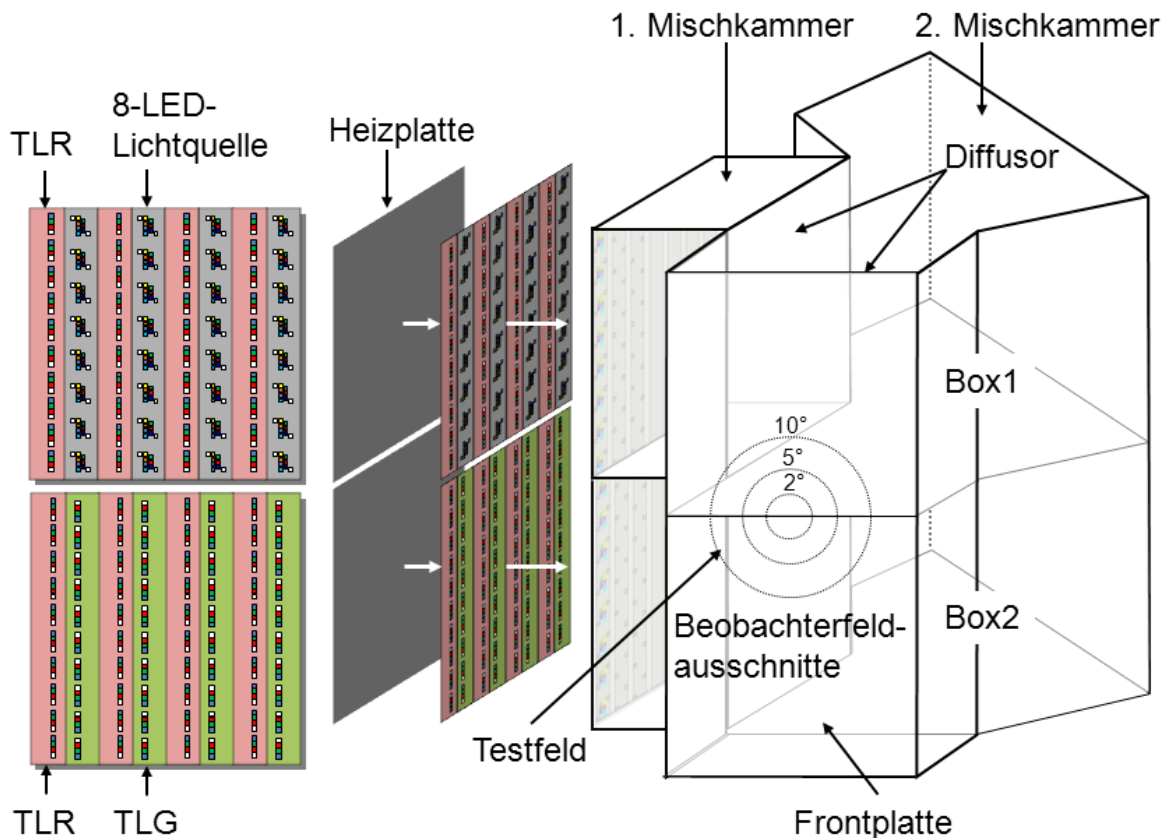 1. Mischkammer
2. Mischkammer
8-LED-
Lichtquelle
TLR
Heizplatte
Diffusor
Box1
10°
5°
2°
Beobachterfeld-
ausschnitte
Box2
Testfeld
TLR
TLG
Frontplatte